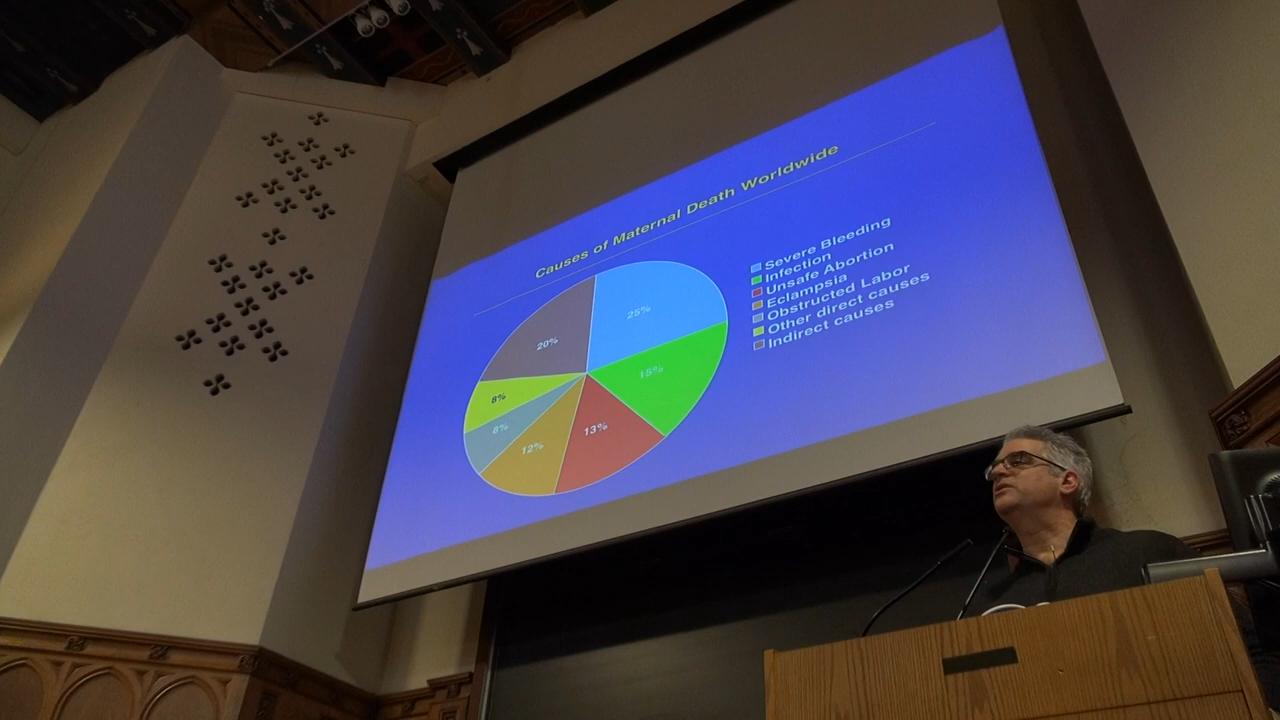 Causes of Maternal Death Worldwide
25%
15%
13%
12%
8%
8%
20%
Severe Bleeding
Infection
Unsafe Abortion
Eclampsia
Obstructed Labor
Other direct causes
Indirect causes